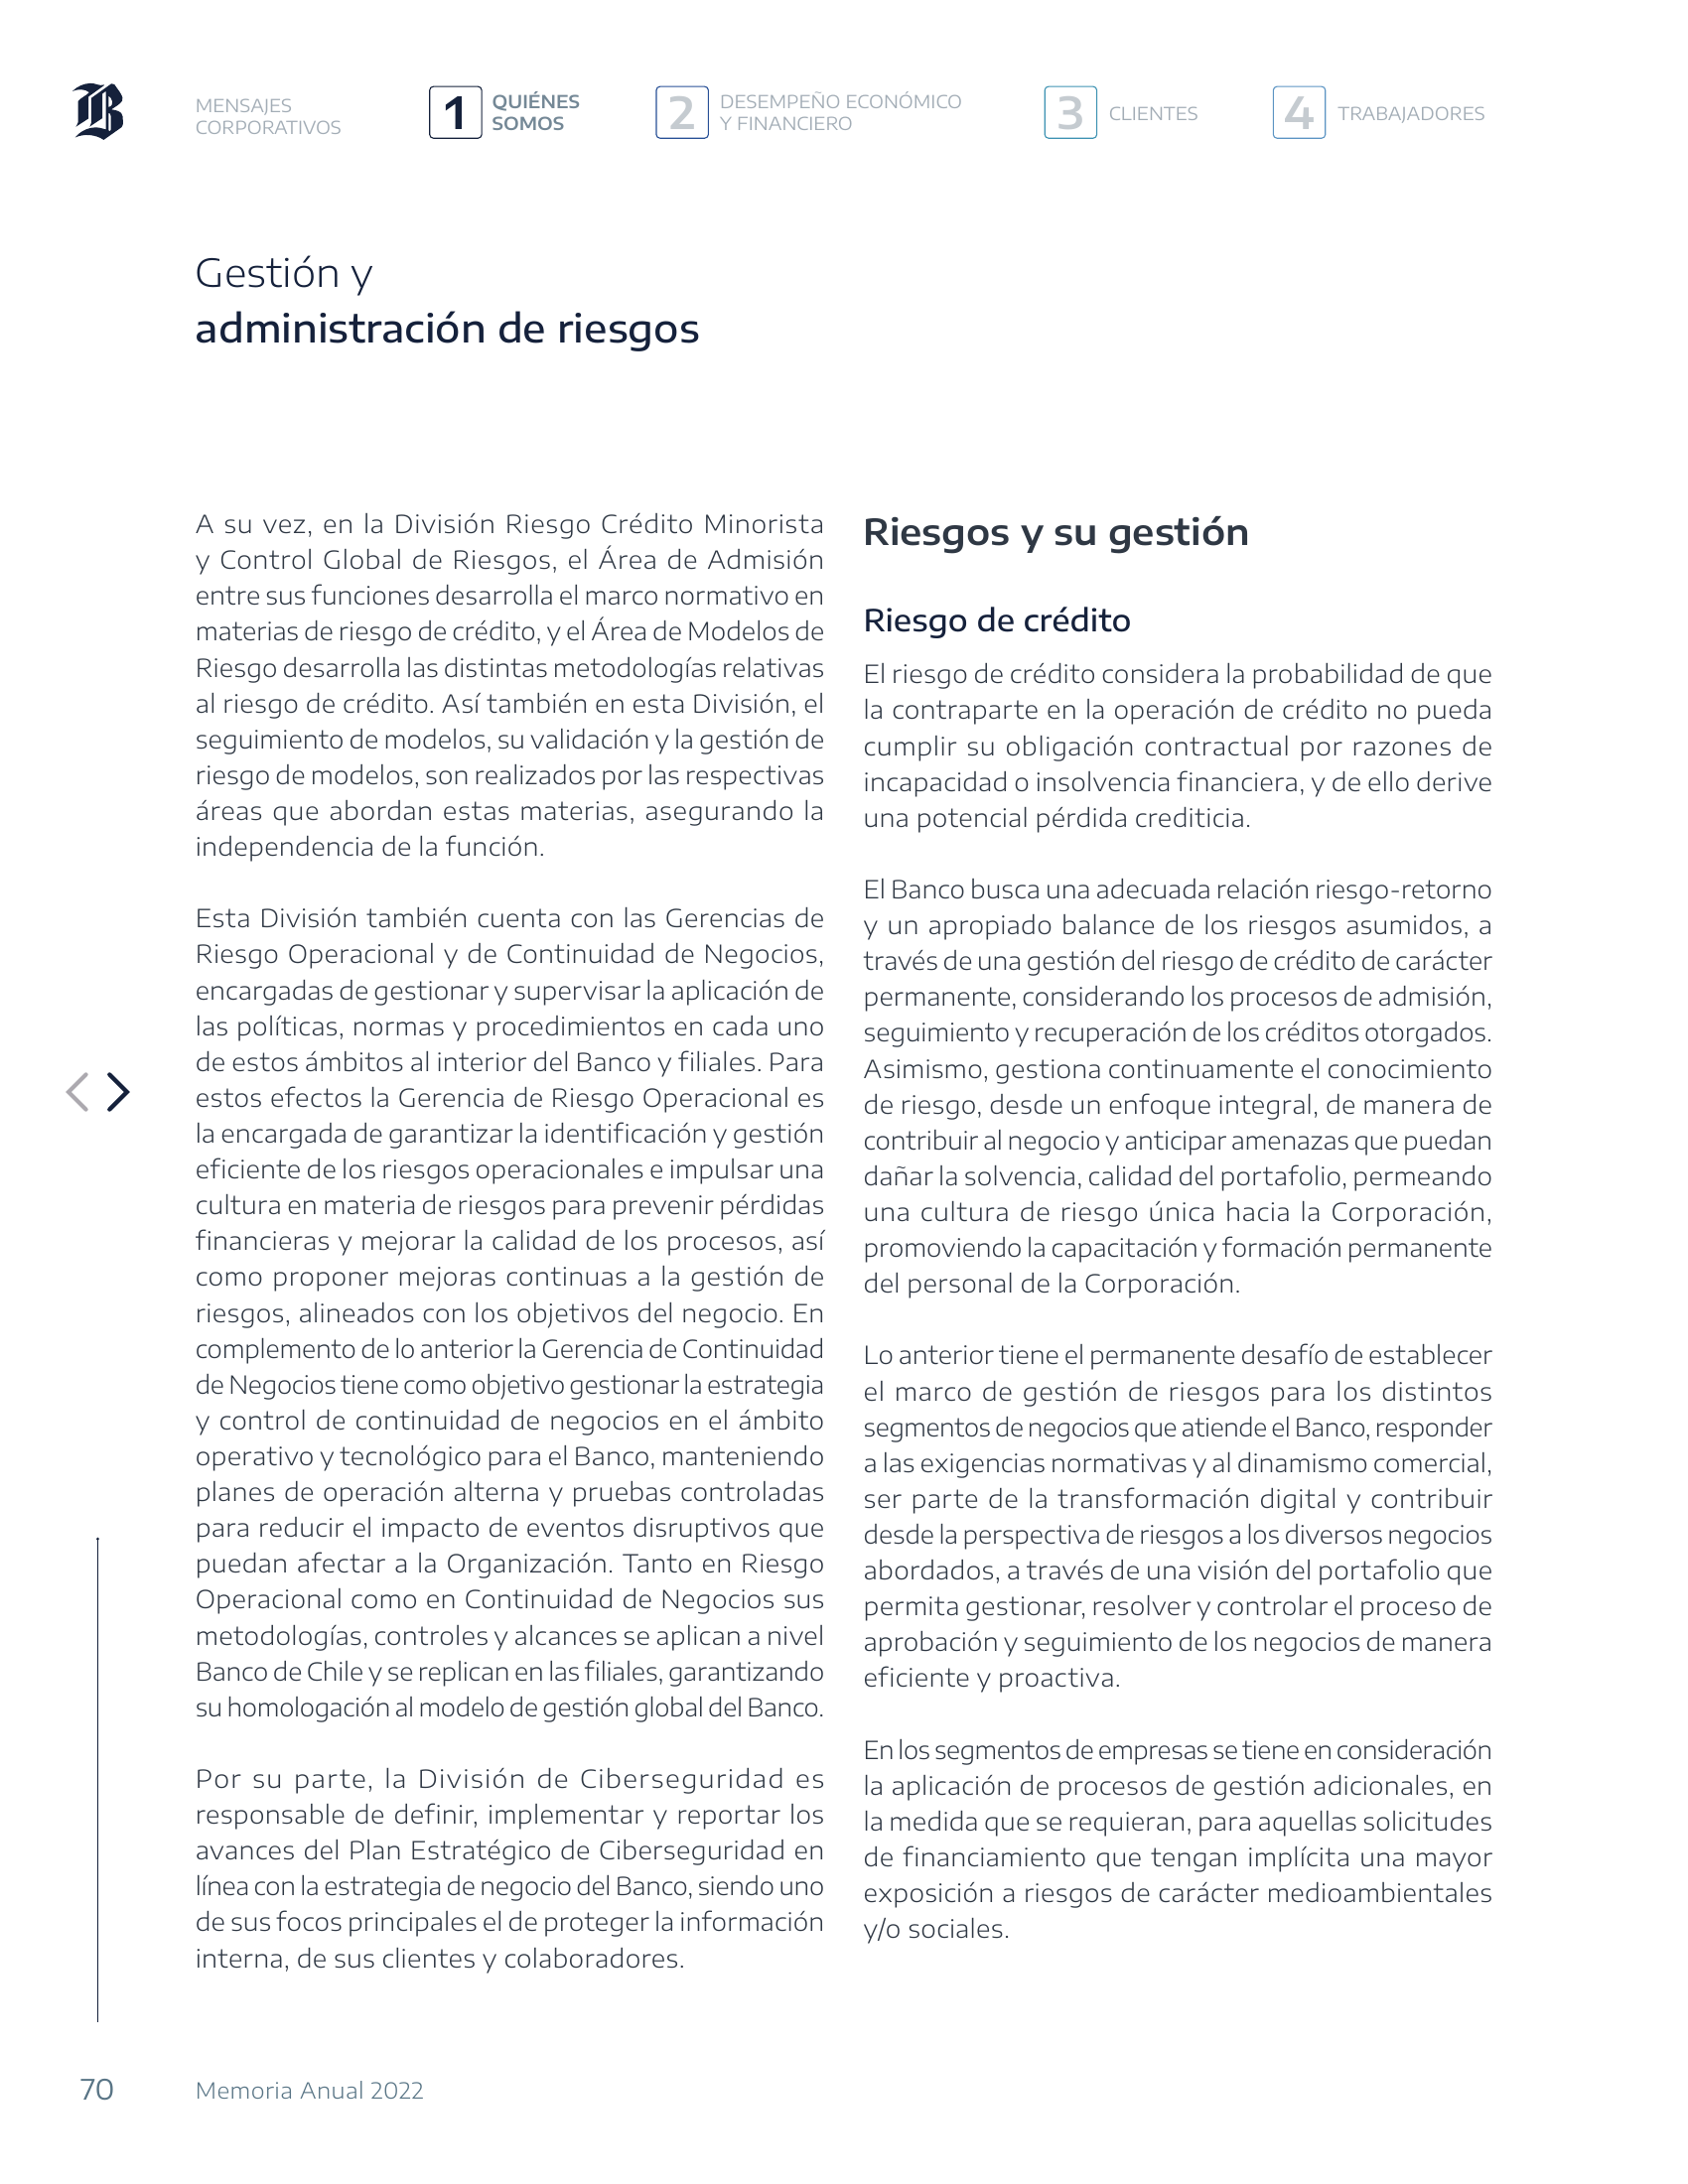 MENSAJES
CORPORATIVOS
1
QUIÉNES
SOMOS
2
DESEMPEÑO ECONÓMICO
Y FINANCIERO
3
CLIENTES
4
TRABAJADORES
Gestión y
administración de riesgos
A su vez, en la División Riesgo Crédito Minorista
y Control Global de Riesgos, el Área de Admisión
entre sus funciones desarrolla el marco normativo en
materias de riesgo de crédito, y el Área de Modelos de
Riesgo desarrolla las distintas metodologías relativas
al riesgo de crédito. Así también en esta División, el
seguimiento de modelos, su validación y la gestión de
riesgo de modelos, son realizados por las respectivas
áreas que abordan estas materias, asegurando la
independencia de la función.
Esta División también cuenta con las Gerencias de
Riesgo Operacional y de Continuidad de Negocios,
encargadas de gestionar y supervisar la aplicación de
las políticas, normas y procedimientos en cada uno
de estos ámbitos al interior del Banco y filiales. Para
estos efectos la Gerencia de Riesgo Operacional es
la encargada de garantizar la identificación y gestión
eficiente de los riesgos operacionales e impulsar una
cultura en materia de riesgos para prevenir pérdidas
financieras y mejorar la calidad de los procesos, así
como proponer mejoras continuas a la gestión de
riesgos, alineados con los objetivos del negocio. En
complemento de lo anterior la Gerencia de Continuidad
de Negocios tiene como objetivo gestionar la estrategia
y control de continuidad de negocios en el ámbito
operativo y tecnológico para el Banco, manteniendo
planes de operación alterna y pruebas controladas
para reducir el impacto de eventos disruptivos que
puedan afectar a la Organización. Tanto en Riesgo
Operacional como en Continuidad de Negocios sus
metodologías, controles y alcances se aplican a nivel
Banco de Chile y se replican en las filiales, garantizando
su homologación al modelo de gestión global del Banco.
Por su parte, la División de Ciberseguridad es
responsable de definir, implementar y reportar los
avances del Plan Estratégico de Ciberseguridad en
línea con la estrategia de negocio del Banco, siendo uno
de sus focos principales el de proteger la información
interna, de sus clientes y colaboradores.
Riesgos y su gestión
Riesgo de crédito
El riesgo de crédito considera la probabilidad de que
la contraparte en la operación de crédito no pueda
cumplir su obligación contractual por razones de
incapacidad o insolvencia financiera, y de ello derive
una potencial pérdida crediticia.
El Banco busca una adecuada relación riesgo-retorno
y un apropiado balance de los riesgos asumidos, a
través de una gestión del riesgo de crédito de carácter
permanente, considerando los procesos de admisión,
seguimiento y recuperación de los créditos otorgados.
Asimismo, gestiona continuamente el conocimiento
de riesgo, desde un enfoque integral, de manera de
contribuir al negocio y anticipar amenazas que puedan
dañar la solvencia, calidad del portafolio, permeando
una cultura de riesgo única hacia la Corporación,
promoviendo la capacitación y formación permanente
del personal de la Corporación.
Lo anterior tiene el permanente desafío de establecer
el marco de gestión de riesgos para los distintos
segmentos de negocios que atiende el Banco, responder
a las exigencias normativas y al dinamismo comercial,
ser parte de la transformación digital y contribuir
desde la perspectiva de riesgos a los diversos negocios
abordados, a través de una visión del portafolio que
permita gestionar, resolver y controlar el proceso de
aprobación y seguimiento de los negocios de manera
eficiente y proactiva.
En los segmentos de empresas se tiene en consideración
la aplicación de procesos de gestión adicionales, en
la medida que se requieran, para aquellas solicitudes
de financiamiento que tengan implícita una mayor
exposición a riesgos de carácter medioambientales
y/o sociales.
70
Memoria Anual 2022